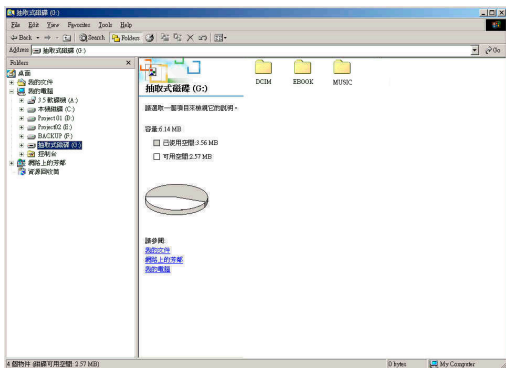 抽取式磁碟 (G:)
File Edit View Favorites Tools Help
Back Search Folders
Address 抽取式磁碟 (G:) Go
Folders
桌面
我的文件
我的電腦
3.5 軟碟機 (A:)
本機磁碟 (C:)
Project 01 (D:)
Project02 (E:)
BACKUP (F:)
抽取式磁碟 (G:)
控制台
網路上的芳鄰
資源回收筒
抽取式磁碟 (G:)
請選取一個項目來檢視它的說明。
容量:6.14 MB
已使用空間:3.56 MB
可用空間:2.57 MB
請參閱:
我的文件
網路上的芳鄰
我的電腦
DCIM EBOOK MUSIC
4 個物件 (磁碟可用空間: 2.57 MB) 0 bytes My Computer